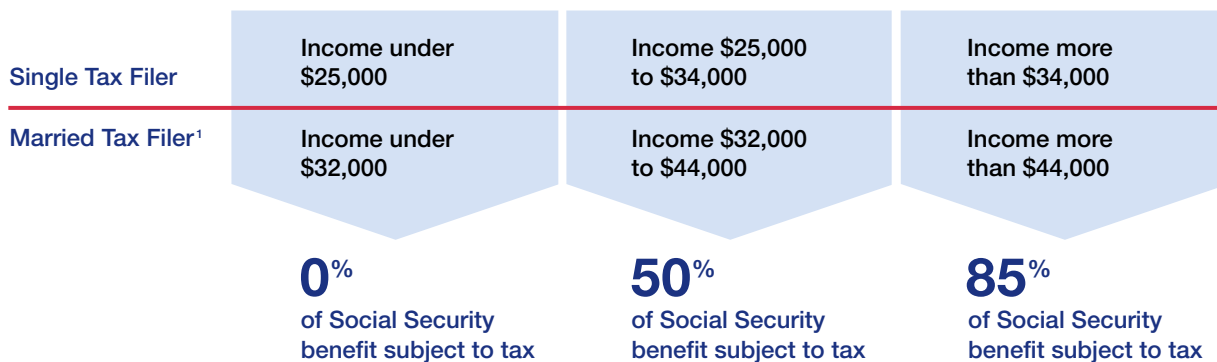 Income under
$25,000
Income $25,000
to $34,000
Income more
than $34,000
Single Tax Filer
Married Tax Filer¹
Income under
$32,000
Income $32,000
to $44,000
Income more
than $44,000
0%
of Social Security
benefit subject to tax
50%
of Social Security
benefit subject to tax
85%
of Social Security
benefit subject to tax